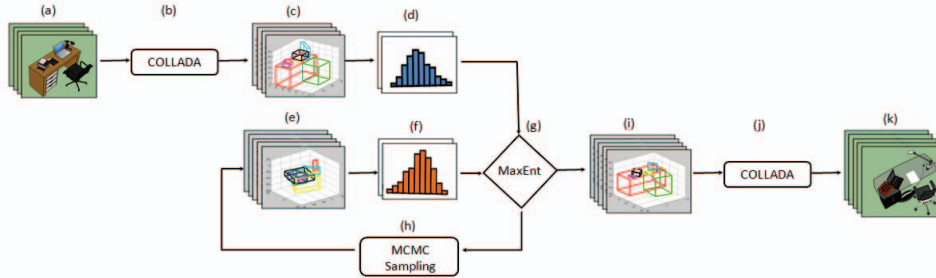 (a)
(b)
(c)
(d)
COLLADA
(e)
(f)
(g)
(i)
(j)
(k)
MaxEnt
COLLADA
(h)
MCMC
Sampling